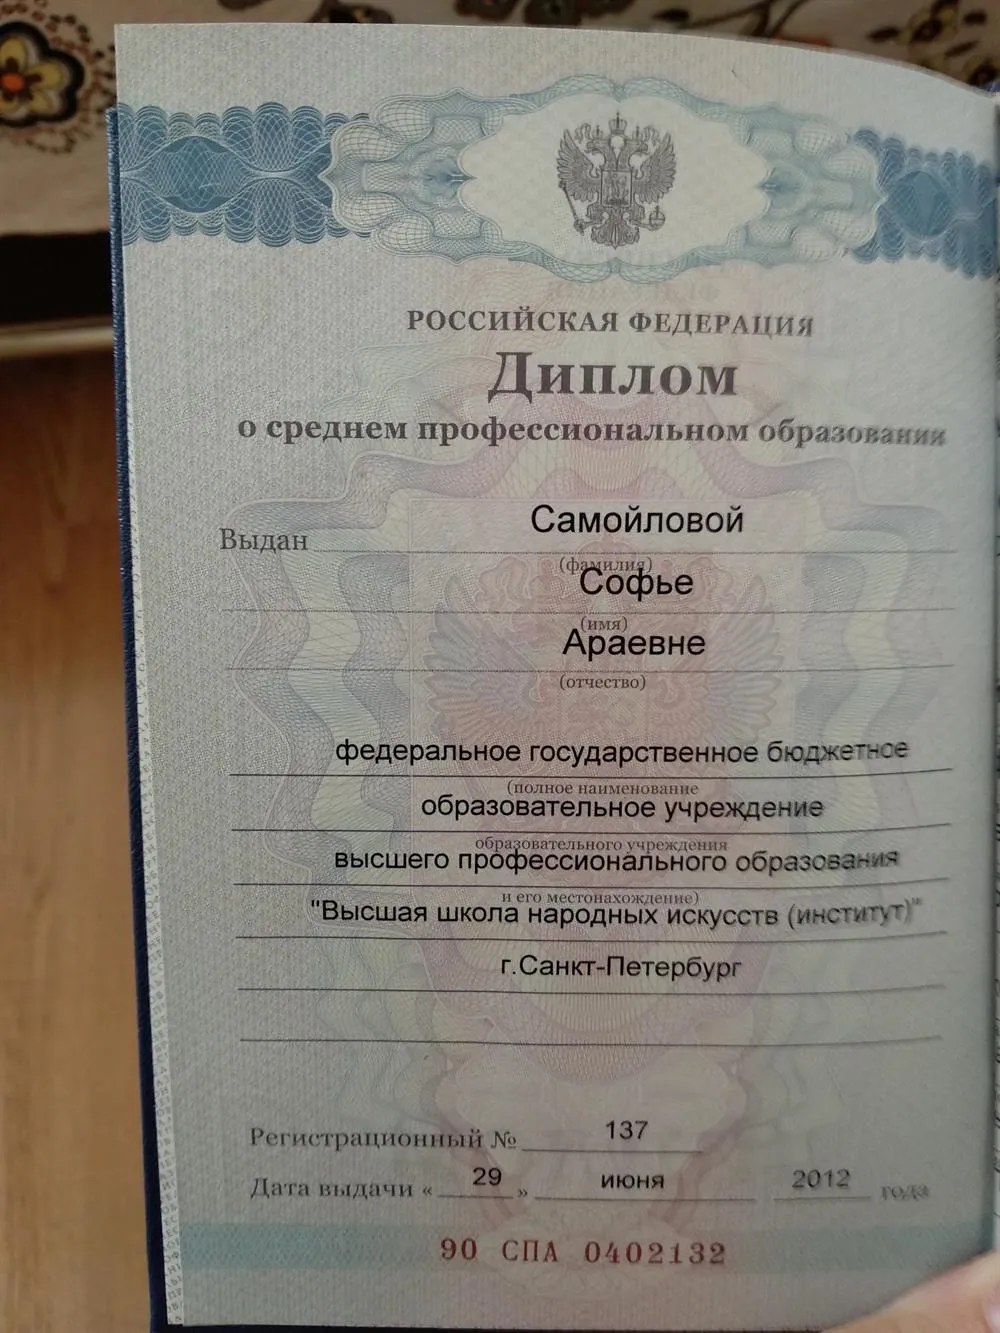 РОССИЙСКАЯ ФЕДЕРАЦИЯ
Диплом
о среднем профессиональном образовании
Выдан Самойловой
(фамилия)
Софье
(имя)
Араевне
(отчество)
федеральное государственное бюджетное
(полное наименование
образовательное учреждение
образовательного учреждения
высшего профессионального образования
и его местонахождение)
"Высшая школа народных искусств (институт)"
г.Санкт-Петербург
Регистрационный № 137
Дата выдачи « 29 » июня 2012 года
90 СПА 0402132